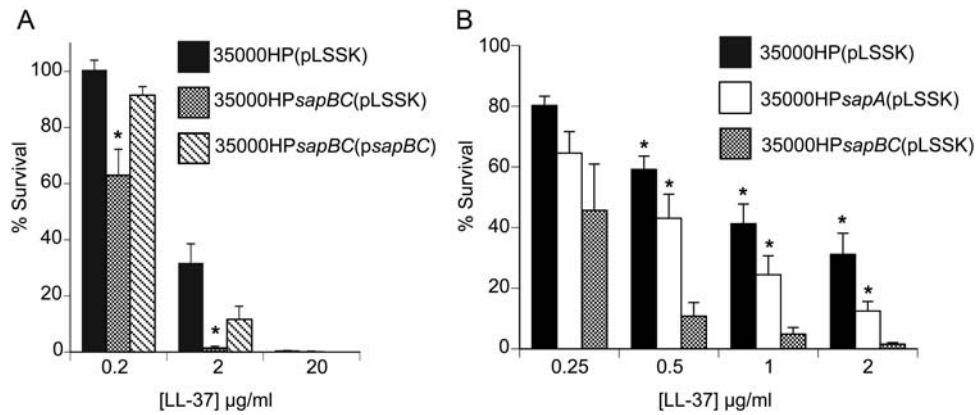 A
% Survival
100
80
60
40
20
0
*
*
0.2
2
20
[LL-37] µg/ml
35000HP(pLSSK)
35000HPsapBC(pLSSK)
35000HPsapBC(psapBC)
B
% Survival
100
80
60
40
20
0
*
*
*
*
*
*
0.25
0.5
1
2
[LL-37] µg/ml
35000HP(pLSSK)
35000HPsapA(pLSSK)
35000HPsapBC(pLSSK)